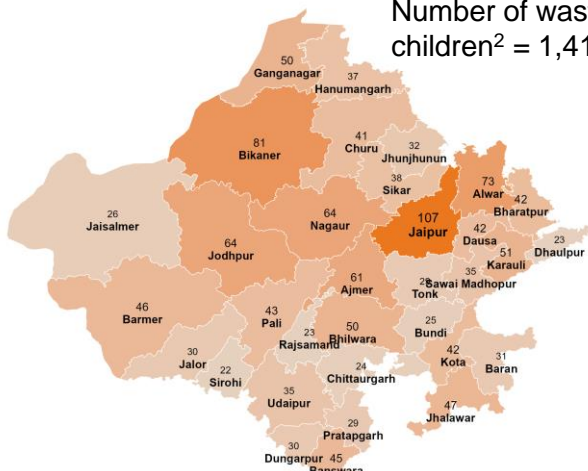 Number of was
children² = 1,41
50
Ganganagar
37
Hanumangarh
81
Bikaner
41
Churu
32
Jhunjhunun
38
Sikar
73
Alwar
42
Bharatpur
26
Jaisalmer
64
Nagaur
107
Jaipur
42
Dausa
23
Dhaulpur
64
Jodhpur
51
Karauli
61
Ajmer
Tonk
35
Sawai Madhopur
46
Barmer
43
Pali
23
Rajsamand
50
Bhilwara
25
Bundi
30
Jalor
22
Sirohi
24
Chittaurgarh
42
Kota
31
Baran
35
Udaipur
47
Jhalawar
29
Pratapgarh
30
Dungarpur
45
Banswara